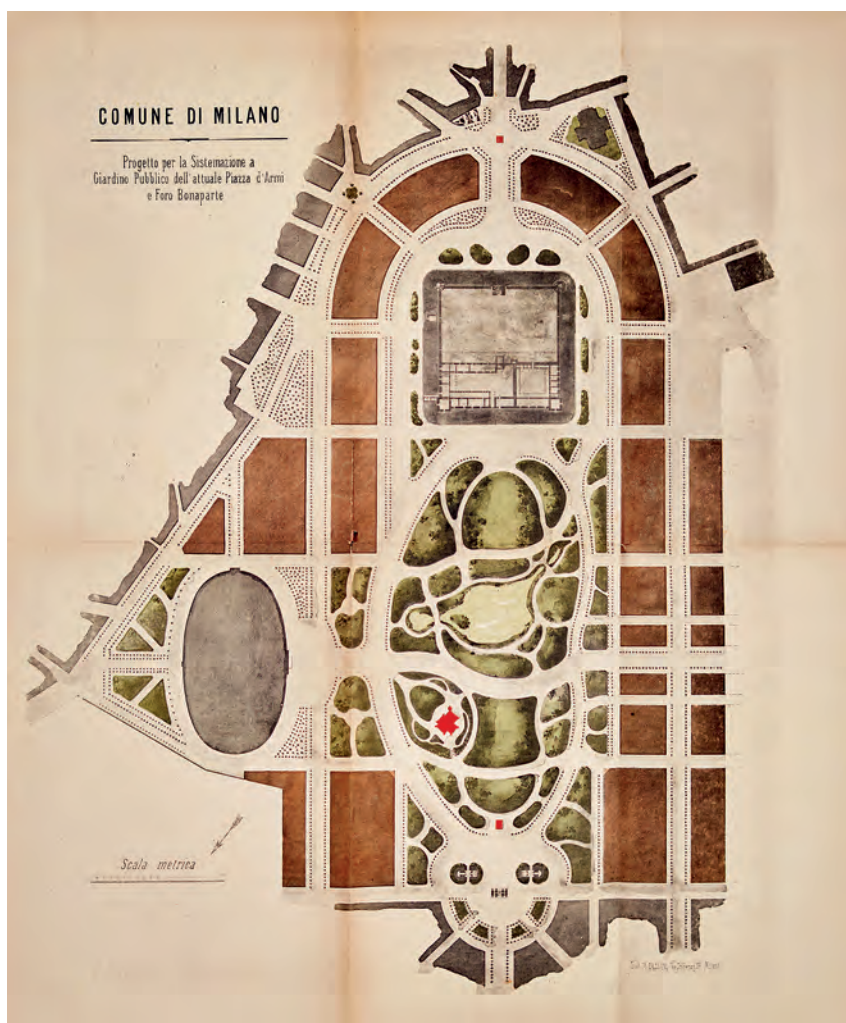 COMUNE DI MILANO
Progetto per la Sistemazione a
Giardino Pubblico dell'attuale Piazza d'Armi
e Foro Bonaparte
Scala metrica